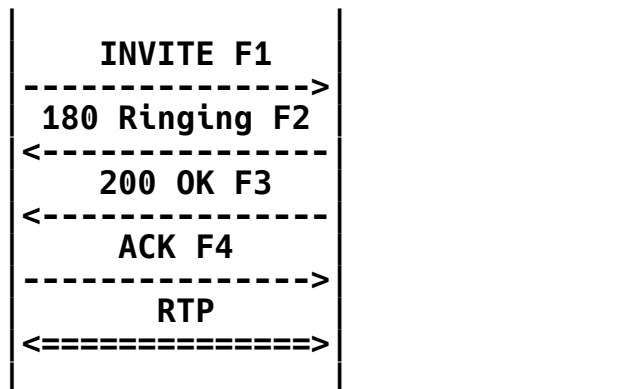 INVITE F1
--------------->
180 Ringing F2
<---------------
200 OK F3
<---------------
ACK F4
--------------->
RTP
<==============>